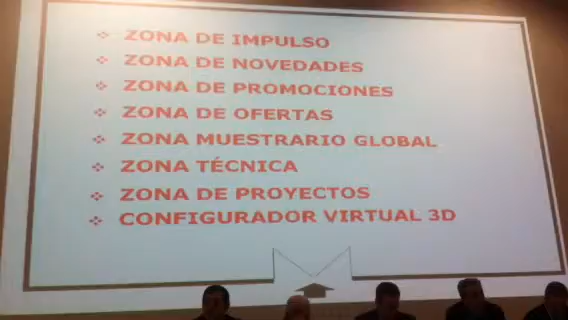 ZONA DE IMPULSO
ZONA DE NOVEDADES
ZONA DE PROMOCIONES
ZONA DE OFERTAS
ZONA MUESTRARIO GLOBAL
ZONA TÉCNICA
ZONA DE PROYECTOS
CONFIGURADOR VIRTUAL 3D